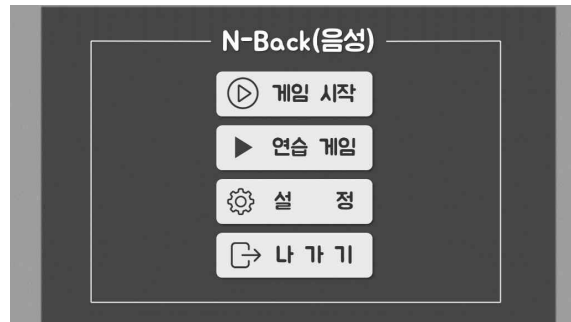 N-Back(음성)
게임 시작
연습 게임
설 정
나 가 기